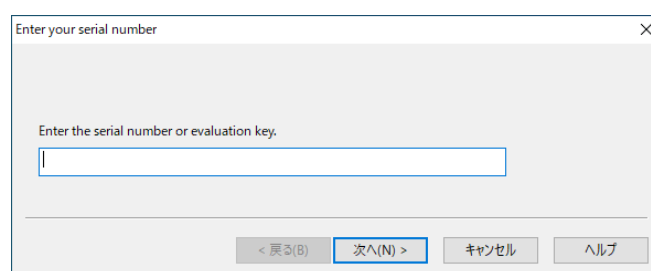 Enter your serial number
Enter the serial number or evaluation key.
< 戻る(B) 次へ(N) > キャンセル ヘルプ